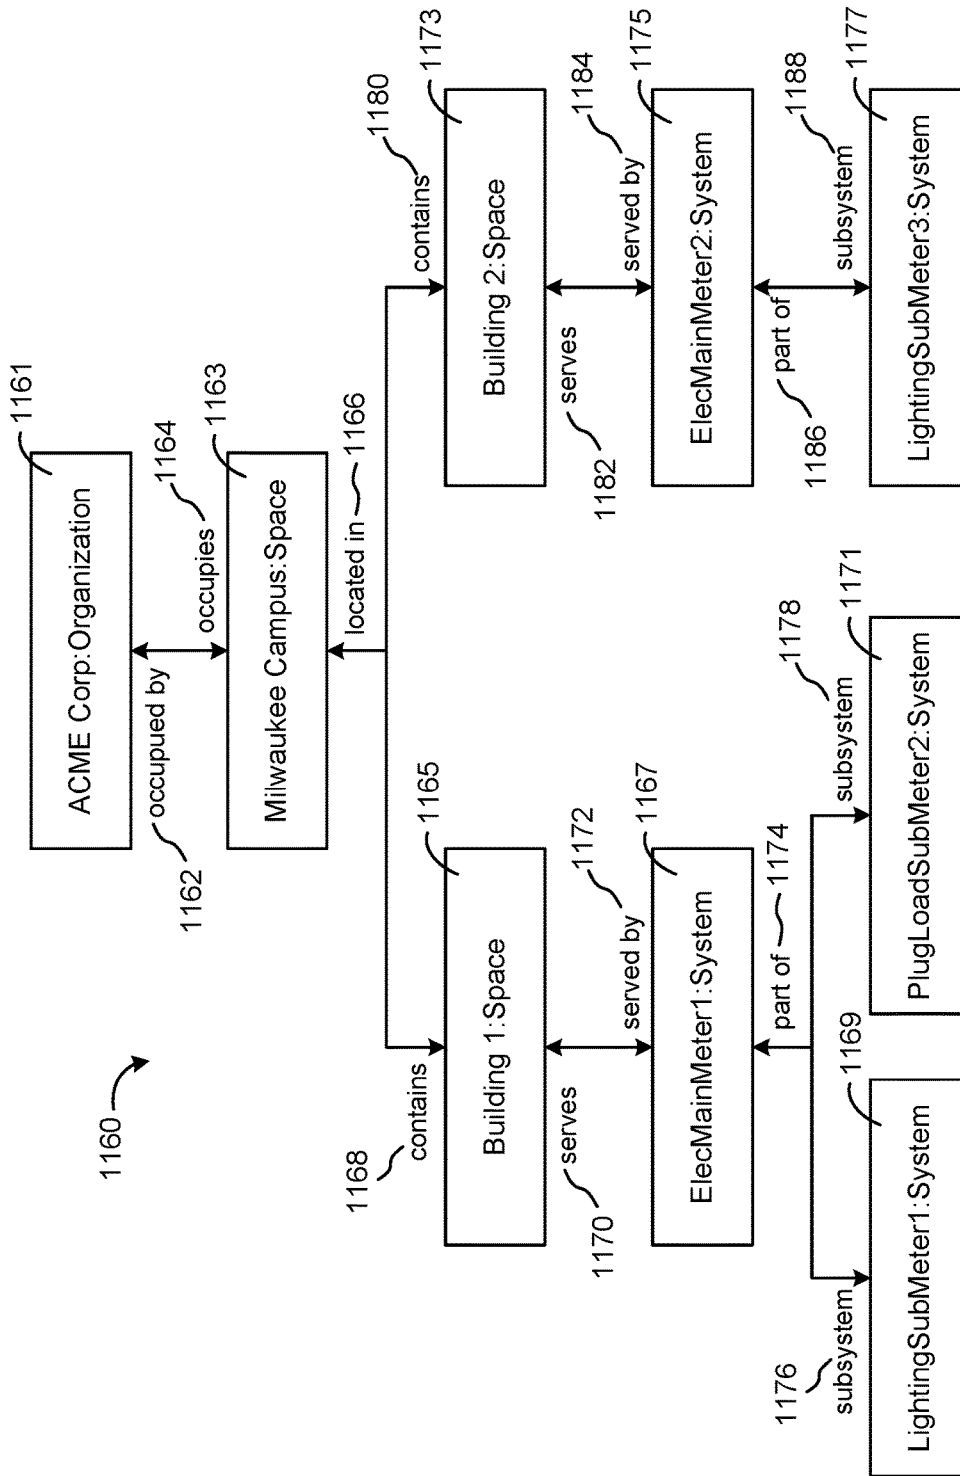 1160
ACME Corp:Organization
1161
1162
occupued by
occupies
1164
Milwaukee Campus:Space
1163
located in
1166
1168
contains
contains
1180
Building 1:Space
1165
Building 2:Space
1173
1170
serves
served by
1172
1182
serves
served by
1184
ElecMainMeter1:System
1167
ElecMainMeter2:System
1175
part of
1174
1176
subsystem
subsystem
1178
1186
part of
subsystem
1188
LightingSubMeter1:System
1169
PlugLoadSubMeter2:System
1171
LightingSubMeter3:System
1177